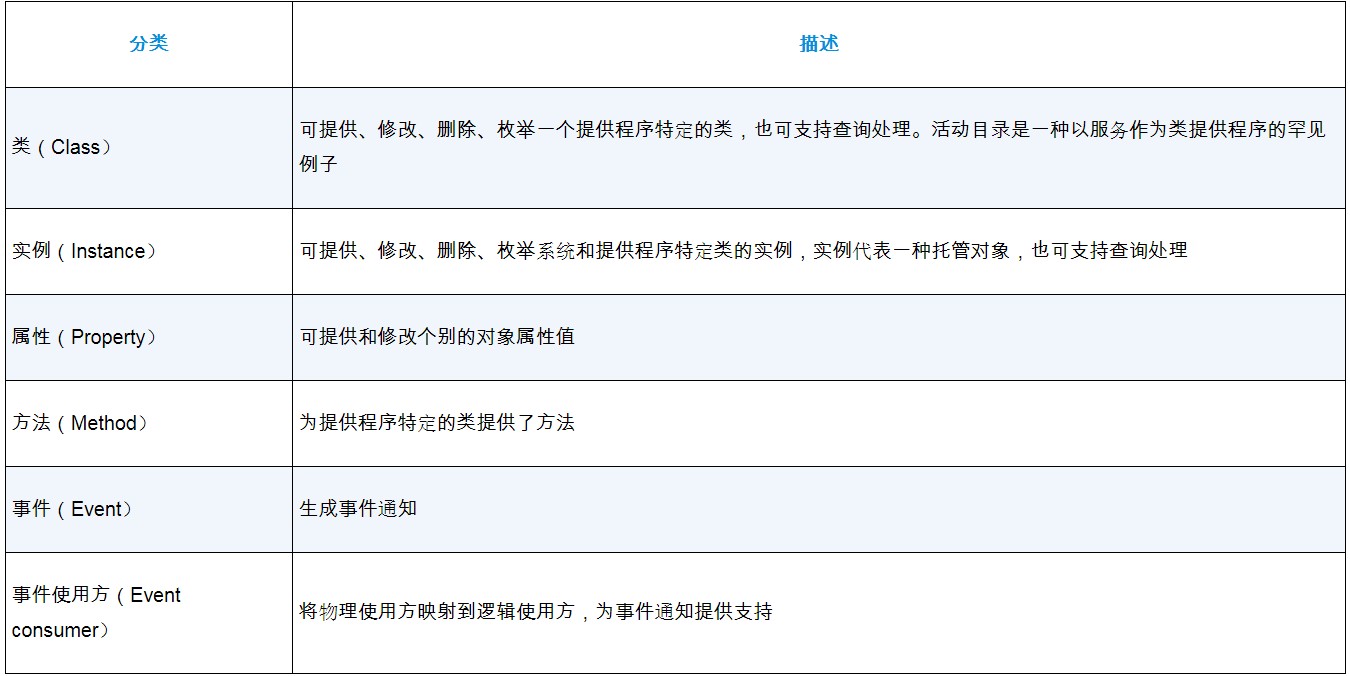 分类
描述
类（Class）
可提供、修改、删除、枚举一个提供程序特定的类，也可支持查询处理。活动目录是一种以服务作为类提供程序的罕见
例子
实例（Instance）
可提供、修改、删除、枚举系统和提供程序特定类的实例，实例代表一种托管对象，也可支持查询处理
属性（Property）
可提供和修改个别的对象属性值
方法（Method）
为提供程序特定的类提供了方法
事件（Event）
生成事件通知
事件使用方（Event
consumer）
将物理使用方映射到逻辑使用方，为事件通知提供支持